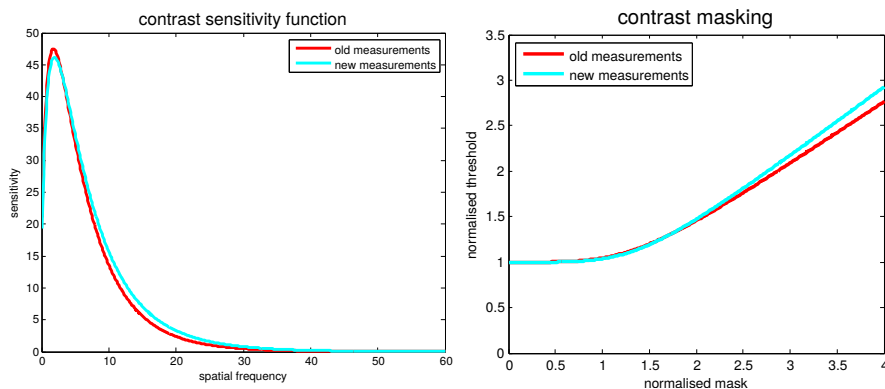 contrast sensitivity function
50
45
40
35
30
25
20
15
10
5
0
sensitivity
old measurements
new measurements
0 10 20 30 40 50 60
spatial frequency
contrast masking
3.5
3
2.5
2
1.5
1
0.5
0
normalised threshold
old measurements
new measurements
0 0.5 1 1.5 2 2.5 3 3.5 4
normalised mask